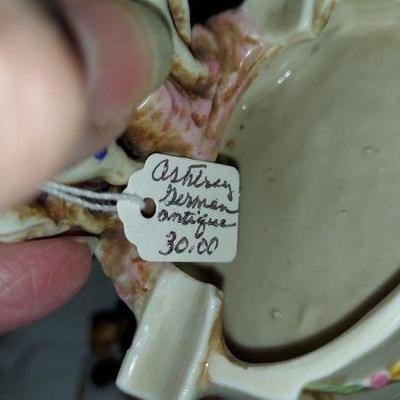 Ashtray
German
antique
30.00